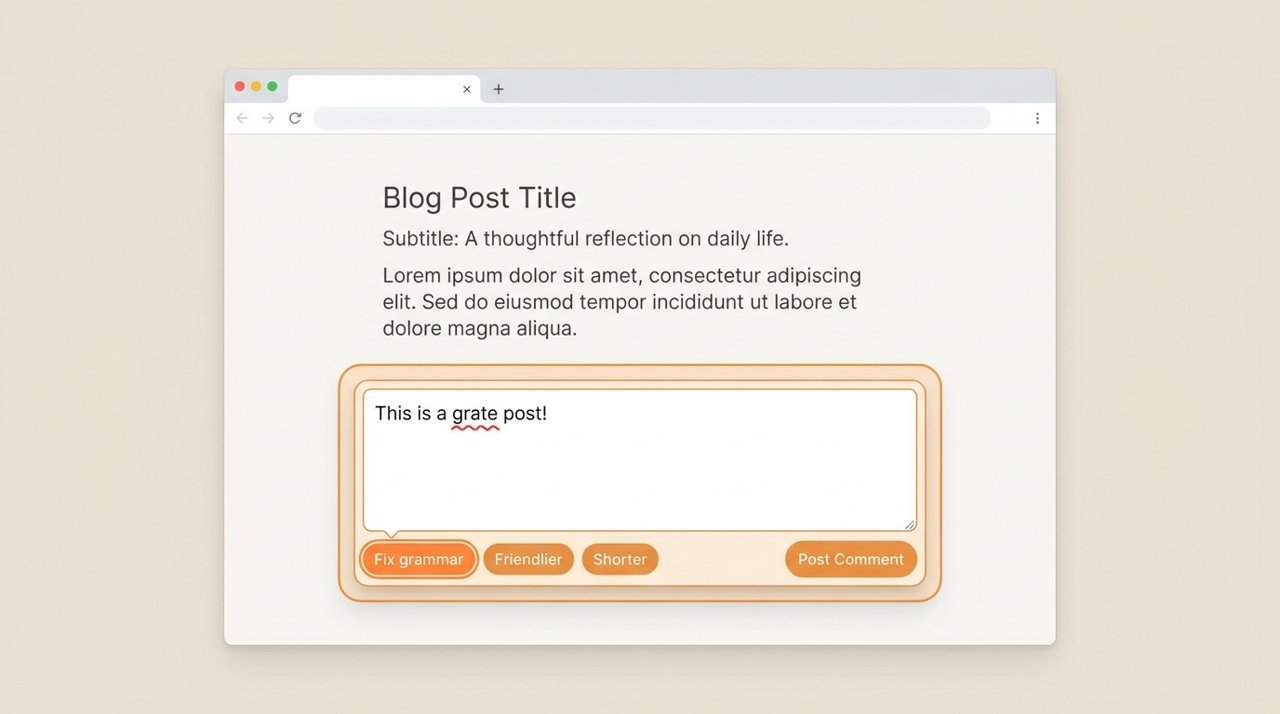 Blog Post Title
Subtitle: A thoughtful reflection on daily life.
Lorem ipsum dolor sit amet, consectetur adipiscing
elit. Sed do eiusmod tempor incididunt ut labore et
dolore magna aliqua.
This is a grate post!
Fix grammar
Friendlier
Shorter
Post Comment